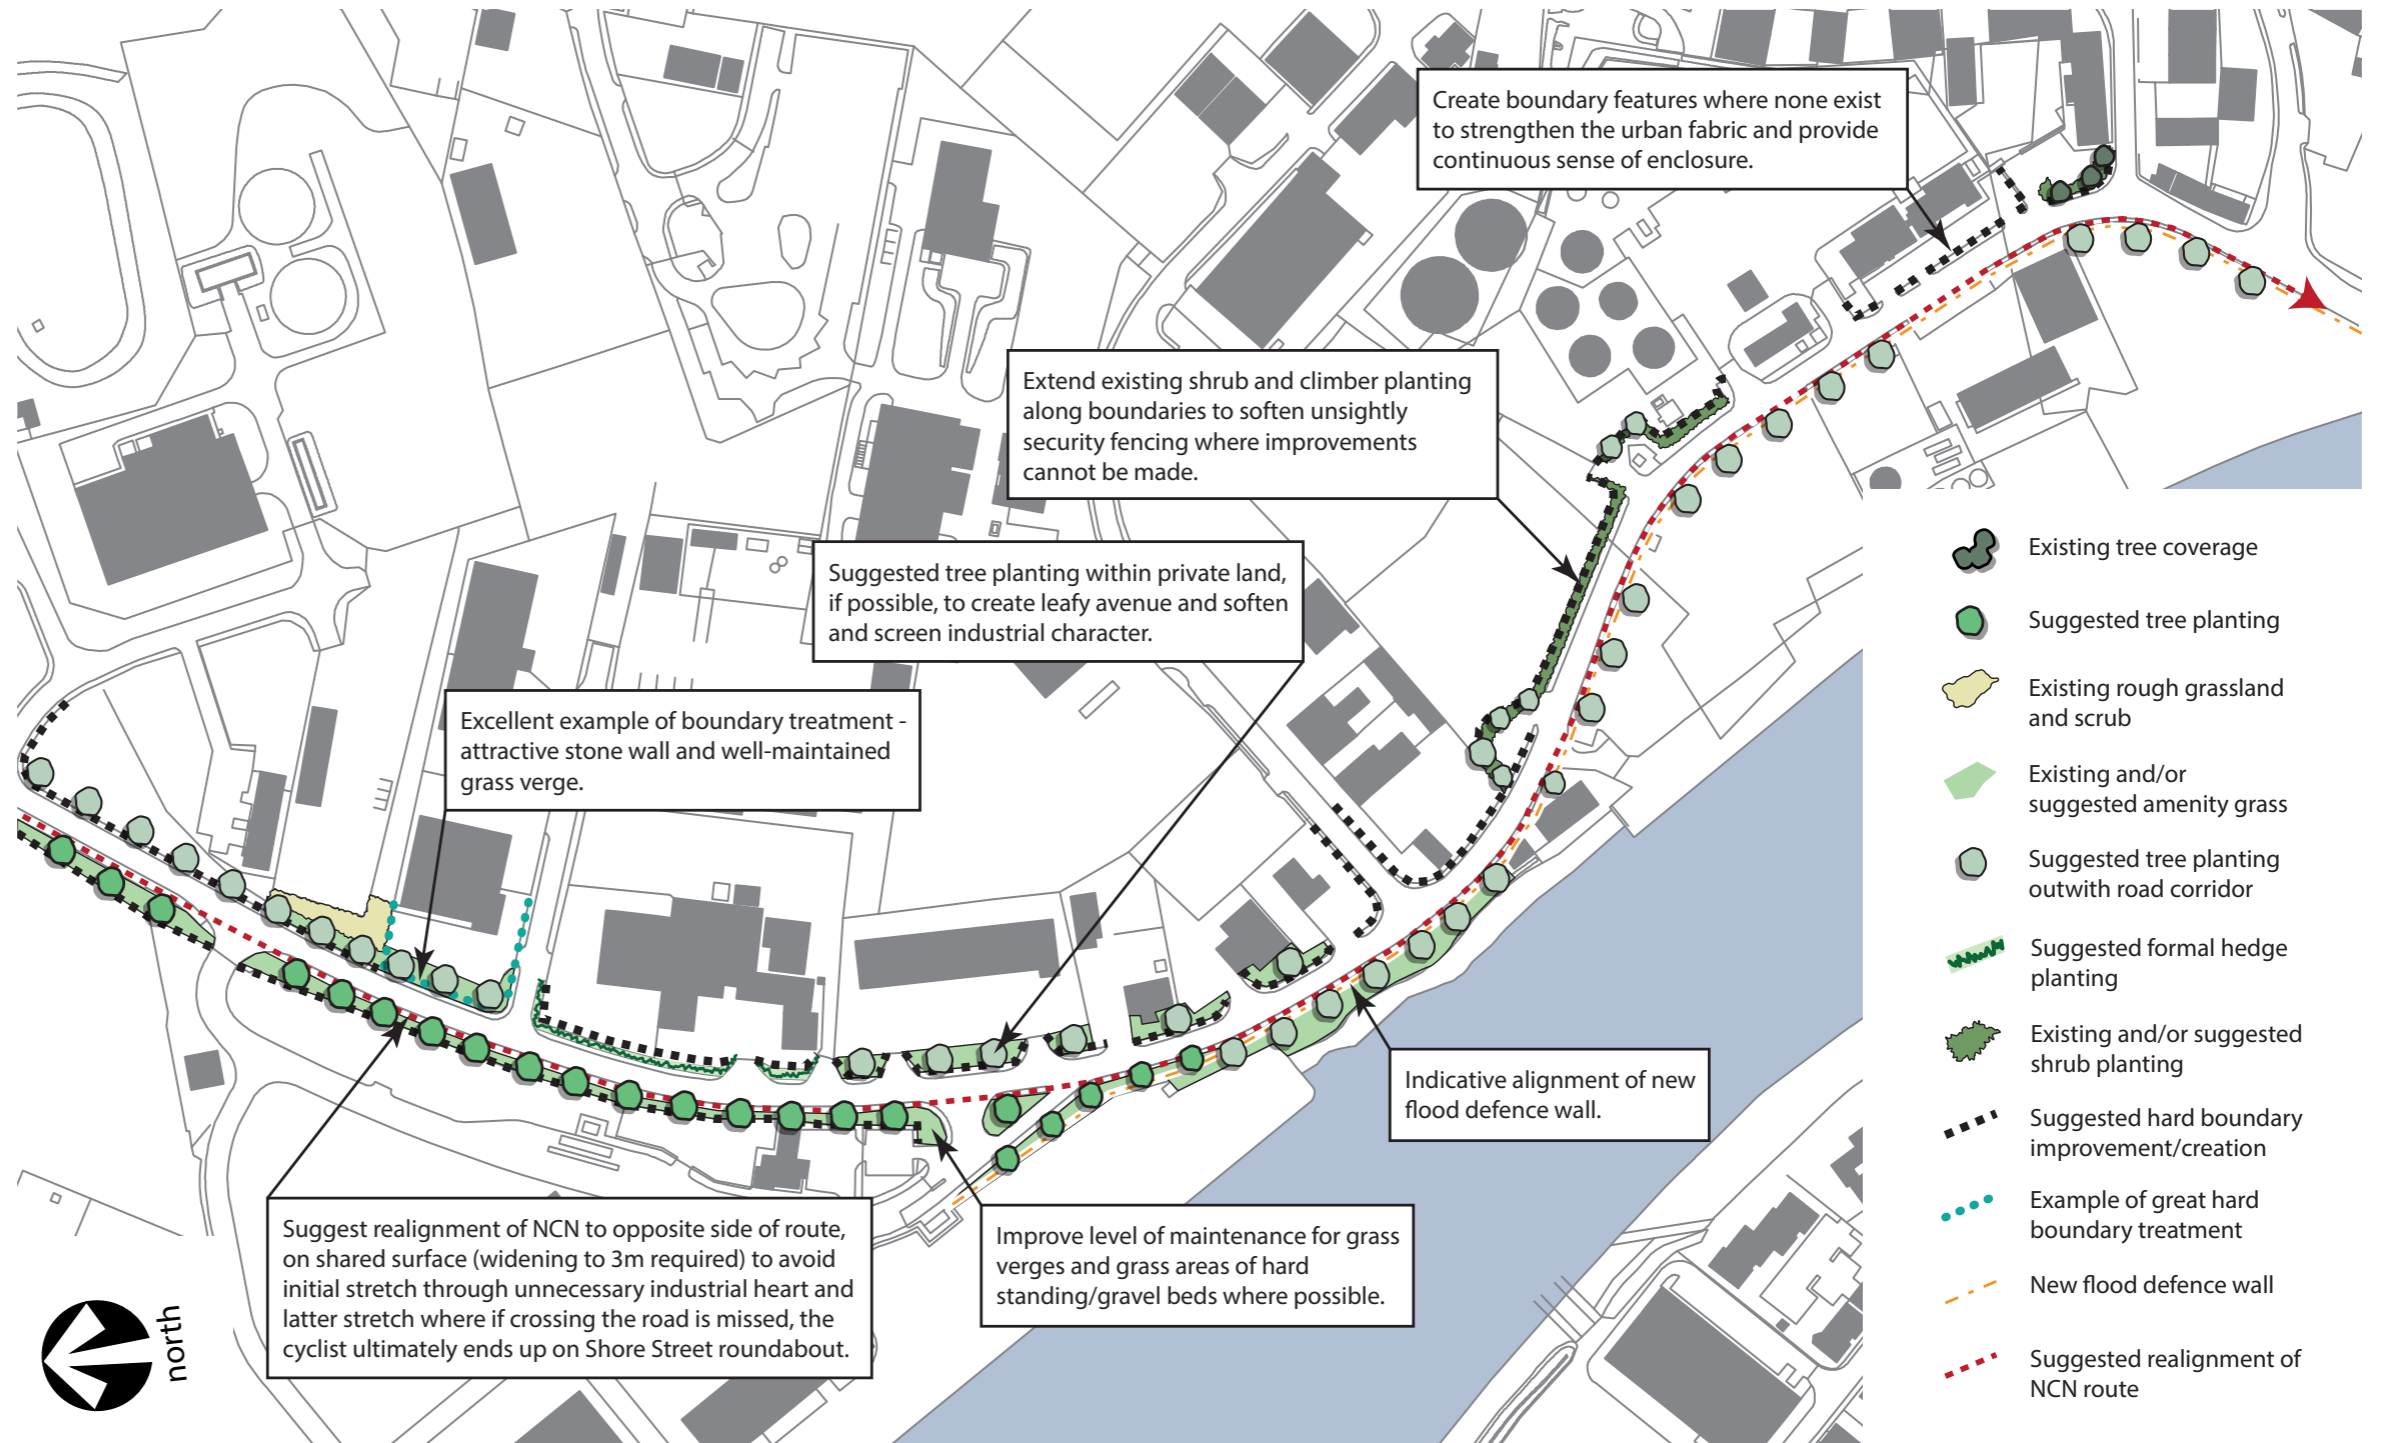 Create boundary features where none exist
to strengthen the urban fabric and provide
continuous sense of enclosure.
Extend existing shrub and climber planting
along boundaries to soften unsightly
security fencing where improvements
cannot be made.
Suggested tree planting within private land,
if possible, to create leafy avenue and soften
and screen industrial character.
Excellent example of boundary treatment -
attractive stone wall and well-maintained
grass verge.
Indicative alignment of new
flood defence wall.
Suggest realignment of NCN to opposite side of route,
on shared surface (widening to 3m required) to avoid
initial stretch through unnecessary industrial heart and
latter stretch where if crossing the road is missed, the
cyclist ultimately ends up on Shore Street roundabout.
Improve level of maintenance for grass
verges and grass areas of hard
standing/gravel beds where possible.
north
Existing tree coverage
Suggested tree planting
Existing rough grassland
and scrub
Existing and/or
suggested amenity grass
Suggested tree planting
outwith road corridor
Suggested formal hedge
planting
Existing and/or suggested
shrub planting
Suggested hard boundary
improvement/creation
Example of great hard
boundary treatment
New flood defence wall
Suggested realignment of
NCN route